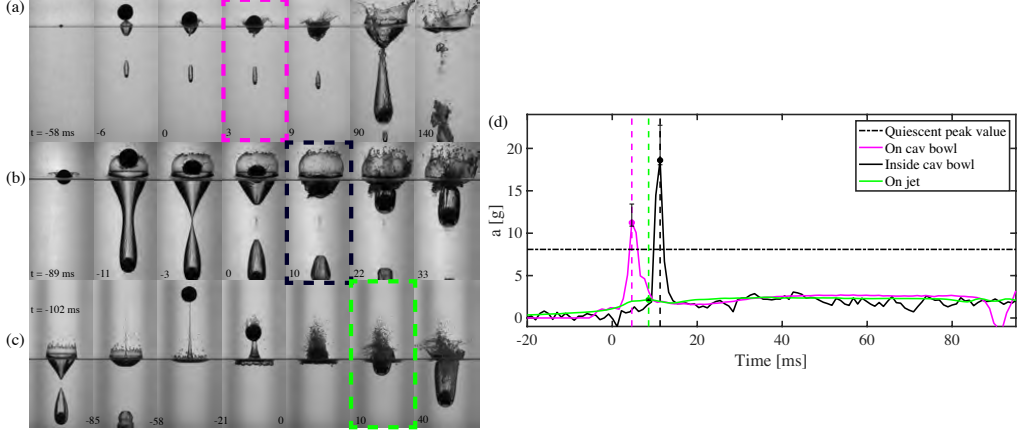 (a)
t = -58 ms
-6
0
3
9
90
140
(b)
t = -89 ms
-11
-3
0
10
22
33
(c)
t = -102 ms
-85
-58
-21
0
10
40
(d)
Quiescent peak value
On cav bowl
Inside cav bowl
On jet
a [g]
20
15
10
5
0
-20
0
20
40
60
80
Time [ms]